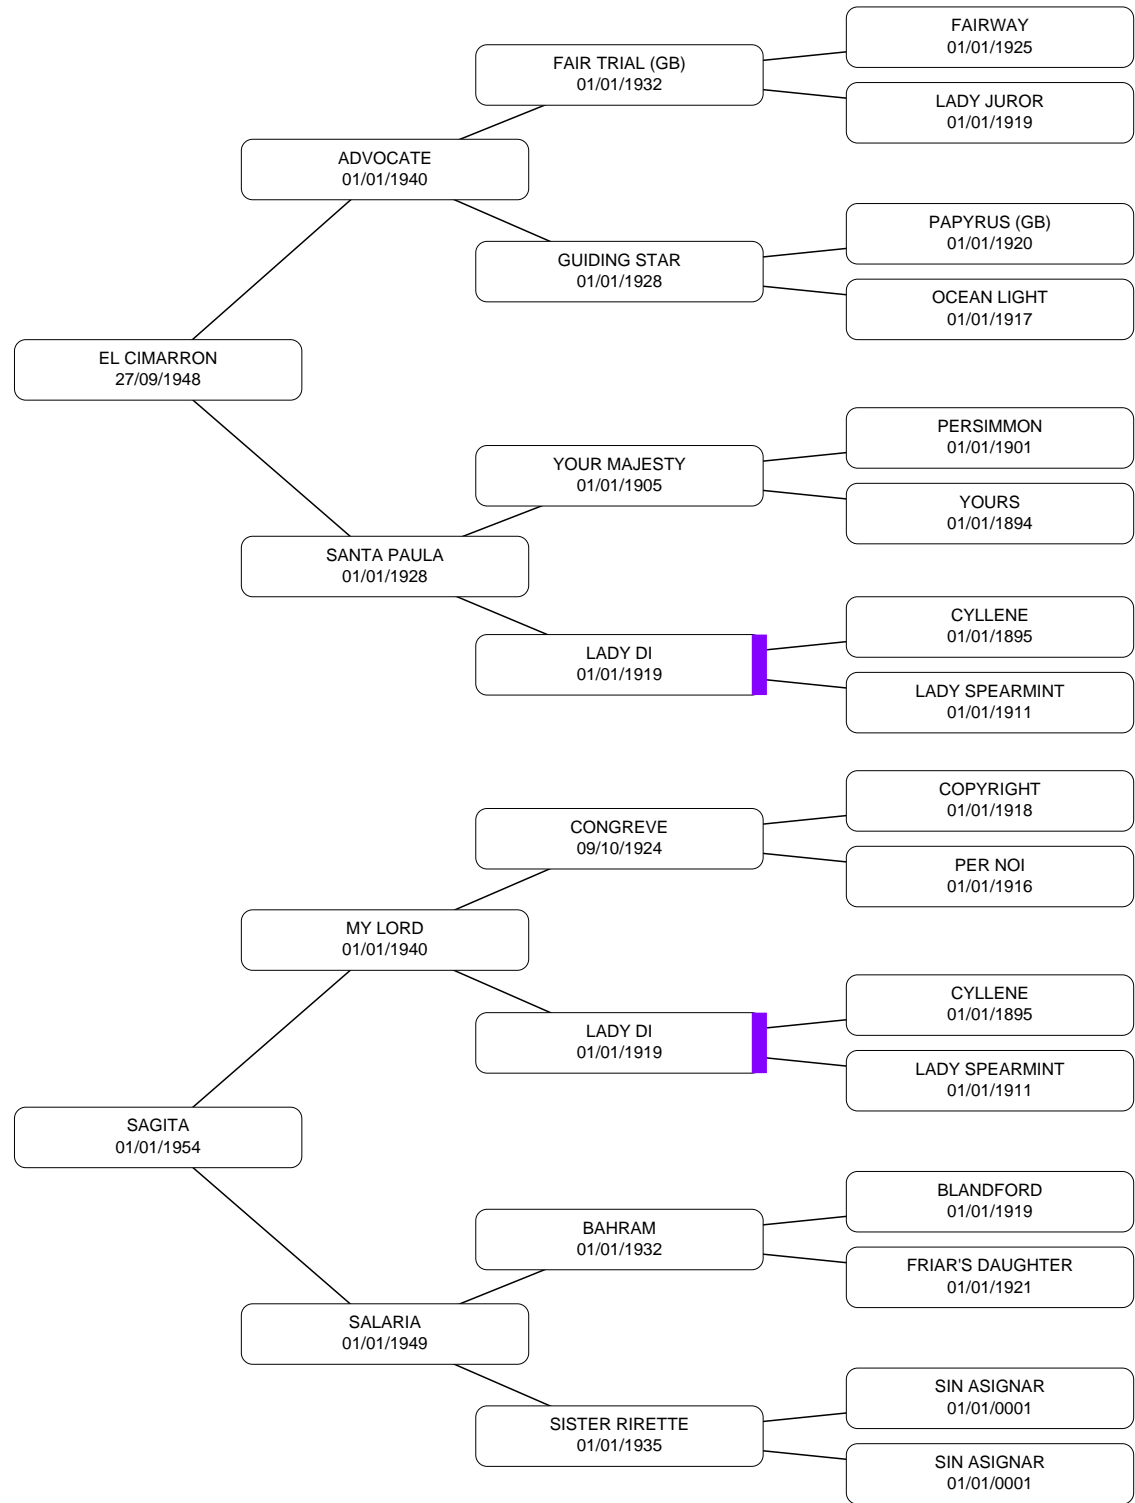 FAIRWAY
01/01/1925
FAIR TRIAL (GB)
01/01/1932
LADY JUROR
01/01/1919
ADVOCATE
01/01/1940
PAPYRUS (GB)
01/01/1920
GUIDING STAR
01/01/1928
OCEAN LIGHT
01/01/1917
EL CIMARRON
27/09/1948
PERSIMMON
01/01/1901
YOUR MAJESTY
01/01/1905
YOURS
01/01/1894
SANTA PAULA
01/01/1928
CYLLENE
01/01/1895
LADY DI
01/01/1919
LADY SPEARMINT
01/01/1911
COPYRIGHT
01/01/1918
CONGREVE
09/10/1924
PER NOI
01/01/1916
MY LORD
01/01/1940
CYLLENE
01/01/1895
LADY DI
01/01/1919
LADY SPEARMINT
01/01/1911
SAGITA
01/01/1954
BLANDFORD
01/01/1919
BAHRAM
01/01/1932
FRIAR'S DAUGHTER
01/01/1921
SALARIA
01/01/1949
SIN ASIGNAR
01/01/0001
SISTER RIRETTE
01/01/1935
SIN ASIGNAR
01/01/0001